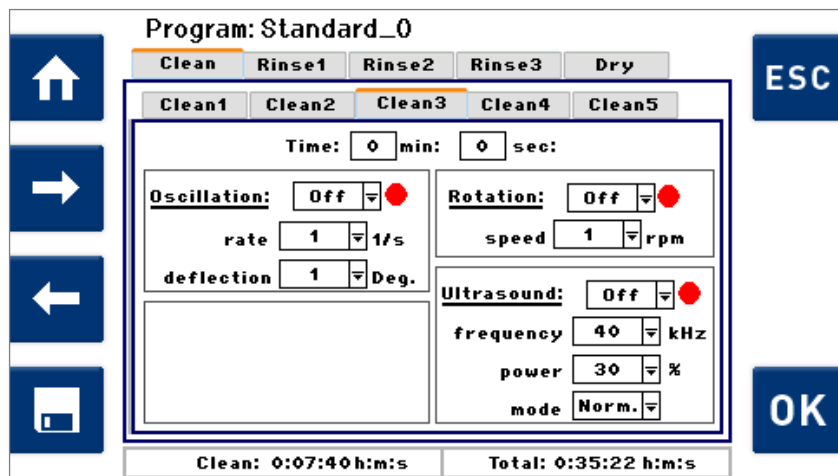 Program: Standard_0
Clean Rinse1 Rinse2 Rinse3 Dry
ESC
Clean1 Clean2 Clean3 Clean4 Clean5
Time: 0 min: 0 sec:
Oscillation: Off
rate 1 1/s
deflection 1 Deg.
Rotation: Off
speed 1 rpm
Ultrasound: Off
frequency 40 kHz
power 30 %
mode Norm.
OK
Clean: 0:07:40h:m:s
Total: 0:35:22 h:m:s